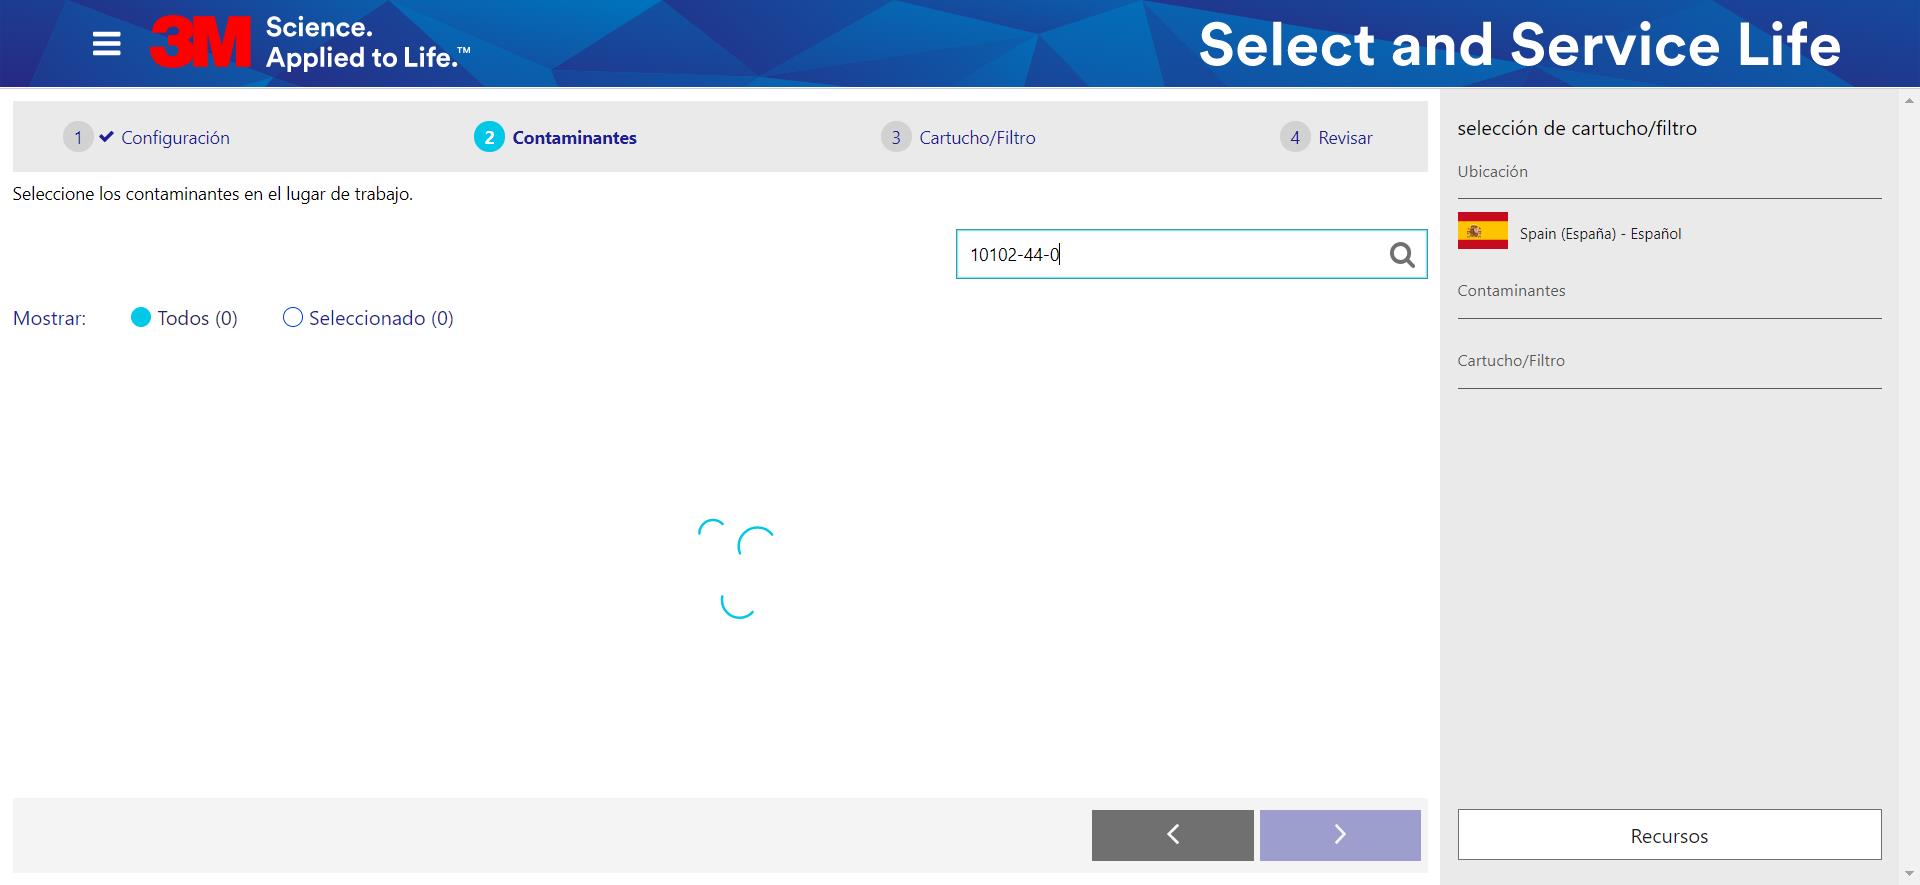 3M Science.
Applied to Life.™
Select and Service Life
1 Configuración
2 Contaminantes
3 Cartucho/Filtro
4 Revisar
Seleccione los contaminantes en el lugar de trabajo.
10102-44-0
Mostrar: Todos (0) Seleccionado (0)
selección de cartucho/filtro
Ubicación
Spain (España) - Español
Contaminantes
Cartucho/Filtro
Recursos